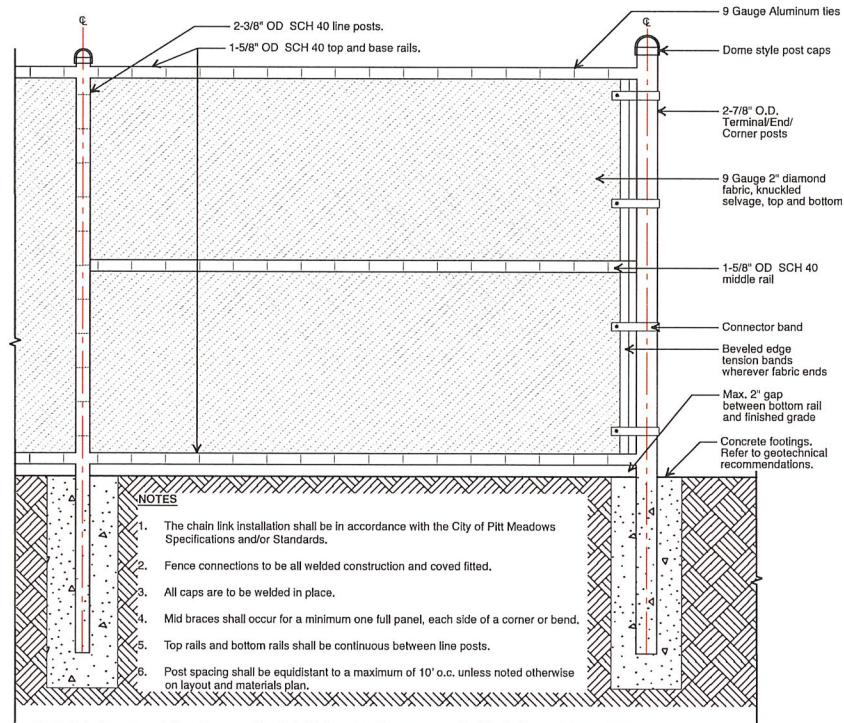 ℄
℄
2-3/8" OD  SCH 40 line posts.
1-5/8" OD  SCH 40 top and base rails.
9 Gauge Aluminum ties
Dome style post caps
2-7/8" O.D.
Terminal/End/
Corner posts
9 Gauge 2" diamond
fabric, knuckled
selvage, top and bottom
1-5/8" OD  SCH 40
middle rail
Connector band
Beveled edge
tension bands
wherever fabric ends
Max. 2" gap
between bottom rail
and finished grade
Concrete footings.
Refer to geotechnical
recommendations.
NOTES
1. The chain link installation shall be in accordance with the City of Pitt Meadows
Specifications and/or Standards.
2. Fence connections to be all welded construction and coved fitted.
3. All caps are to be welded in place.
4. Mid braces shall occur for a minimum one full panel, each side of a corner or bend.
5. Top rails and bottom rails shall be continuous between line posts.
6. Post spacing shall be equidistant to a maximum of 10' o.c. unless noted otherwise
on layout and materials plan.